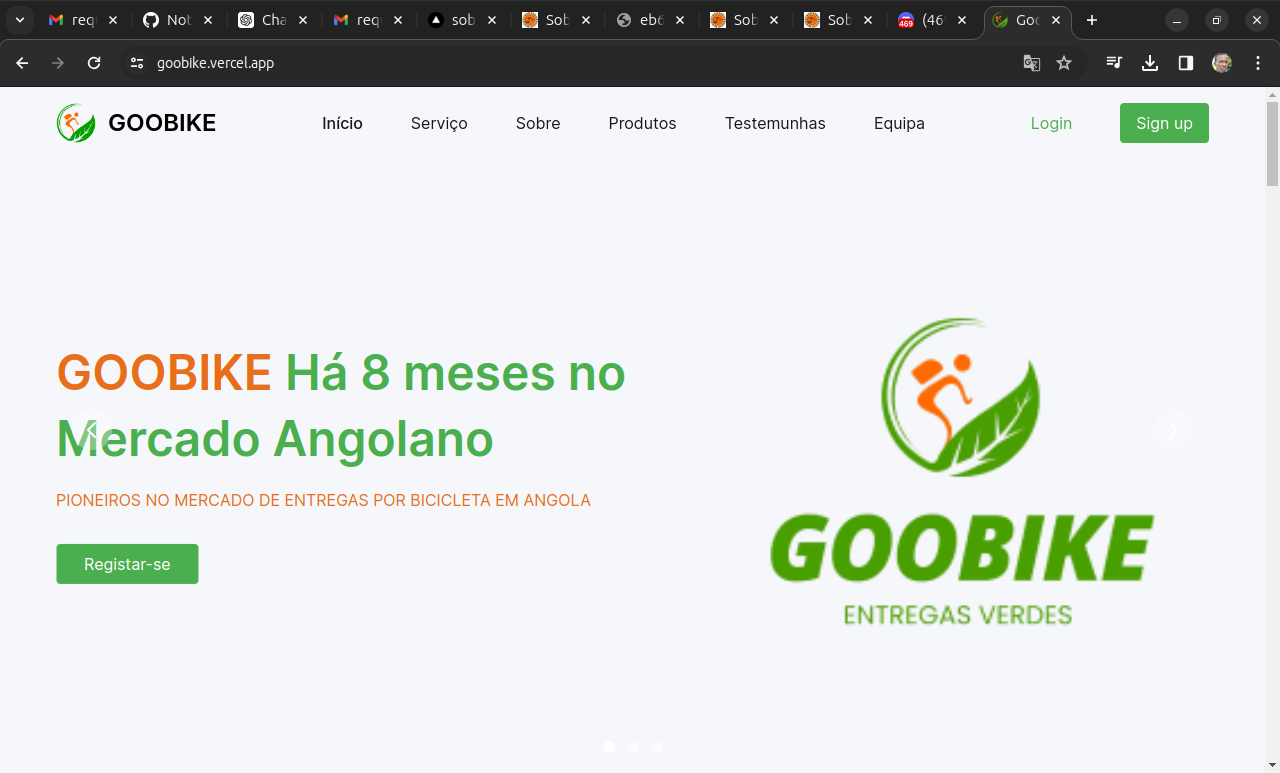 req
Not
Cha
req
sob
Sob
eb6
Sob
Sob
469
(46
Goo
goobike.vercel.app
GOOBIKE
Início
Serviço
Sobre
Produtos
Testemunhas
Equipa
Login
Sign up
GOOBIKE Há 8 meses no
Mercado Angolano
PIONEIROS NO MERCADO DE ENTREGAS POR BICICLETA EM ANGOLA
Registar-se
GOOBIKE
ENTREGAS VERDES